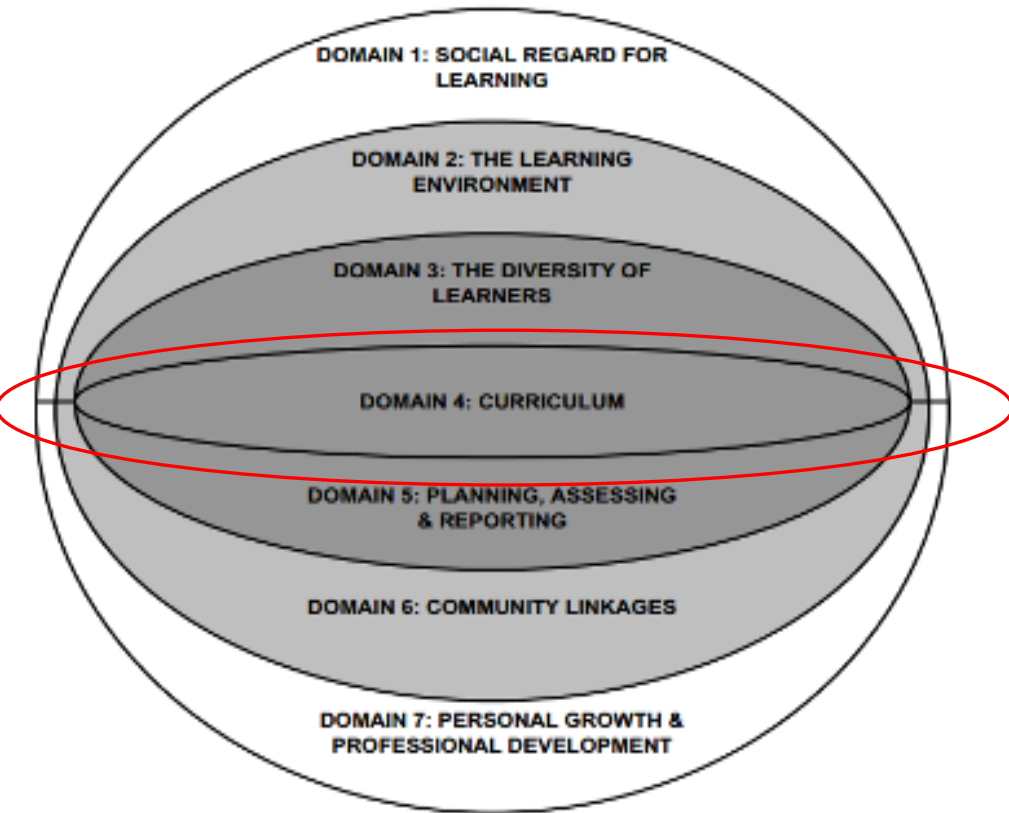 DOMAIN 1: SOCIAL REGARD FOR
LEARNING
DOMAIN 2: THE LEARNING
ENVIRONMENT
DOMAIN 3: THE DIVERSITY OF
LEARNERS
DOMAIN 4: CURRICULUM
DOMAIN 5: PLANNING, ASSESSING
& REPORTING
DOMAIN 6: COMMUNITY LINKAGES
DOMAIN 7: PERSONAL GROWTH &
PROFESSIONAL DEVELOPMENT